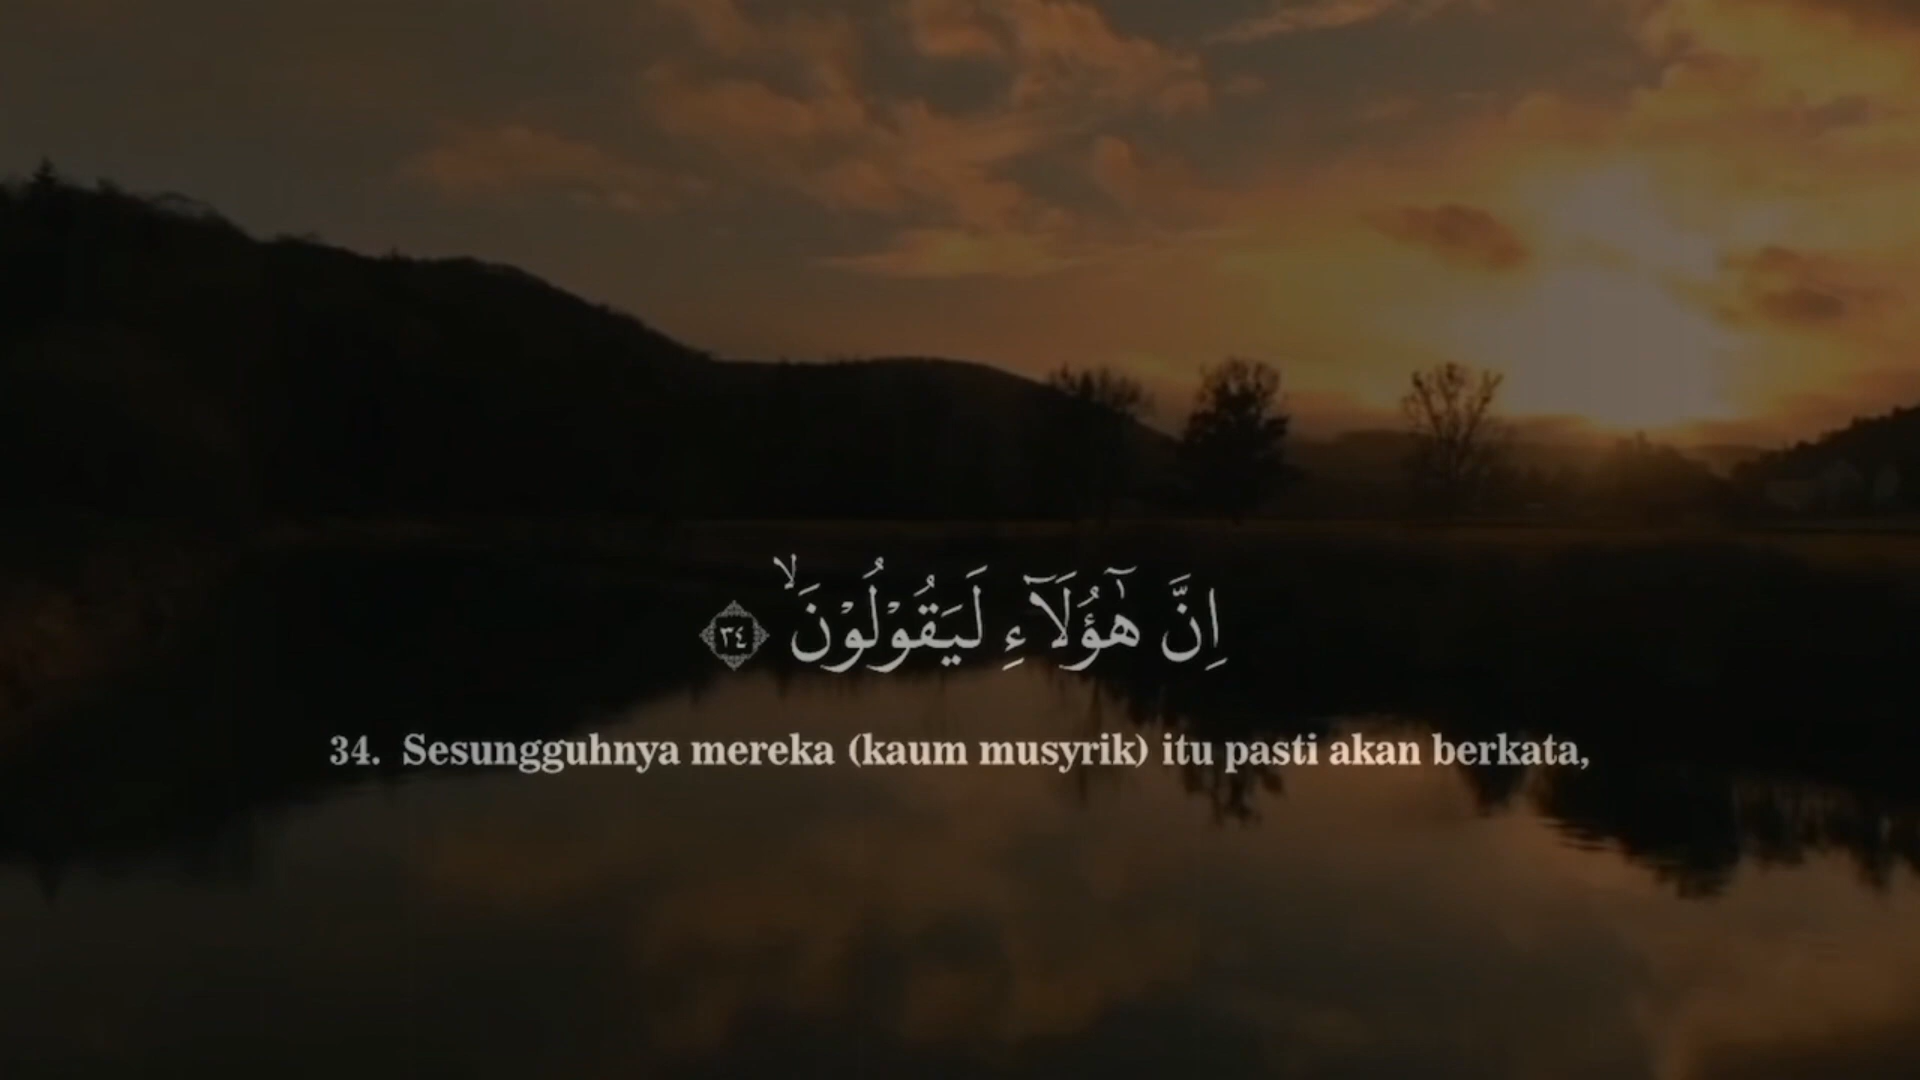 اِنَّ هٰٓؤُلَاۤءِ لَيَقُوْلُوْنَۙ ٣٤
34. Sesungguhnya mereka (kaum musyrik) itu pasti akan berkata,